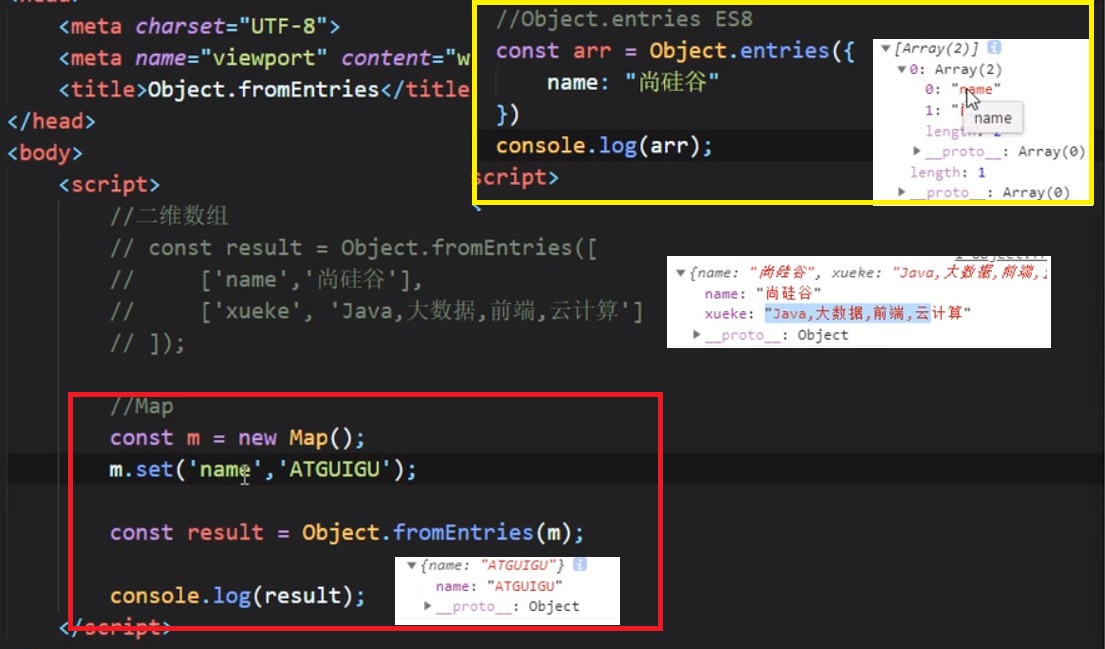 <head>
<meta charset="UTF-8">
<meta name="viewport" content="w
<title>Object.fromEntries</title
</head>
<body>
<script>
//二维数组
// const result = Object.fromEntries([
//     ['name','尚硅谷'],
//     ['xueke', 'Java,大数据,前端,云计算']
// ]);
//Map
const m = new Map();
m.set('name','ATGUIGU');
const result = Object.fromEntries(m);
console.log(result);
</script>
//Object.entries ES8
const arr = Object.entries({
name: "尚硅谷"
})
console.log(arr);
script>
▼[Array(2)] i
▼0: Array(2)
0: "name"
1: "
name
length: 2
▶__proto__: Array(0)
length: 1
▶__proto__: Array(0)
▼{name: "尚硅谷", xueke: "Java,大数据,前端,
name: "尚硅谷"
xueke: "Java,大数据,前端,云计算"
▶__proto__: Object
▼{name: "ATGUIGU"} i
name: "ATGUIGU"
▶__proto__: Object